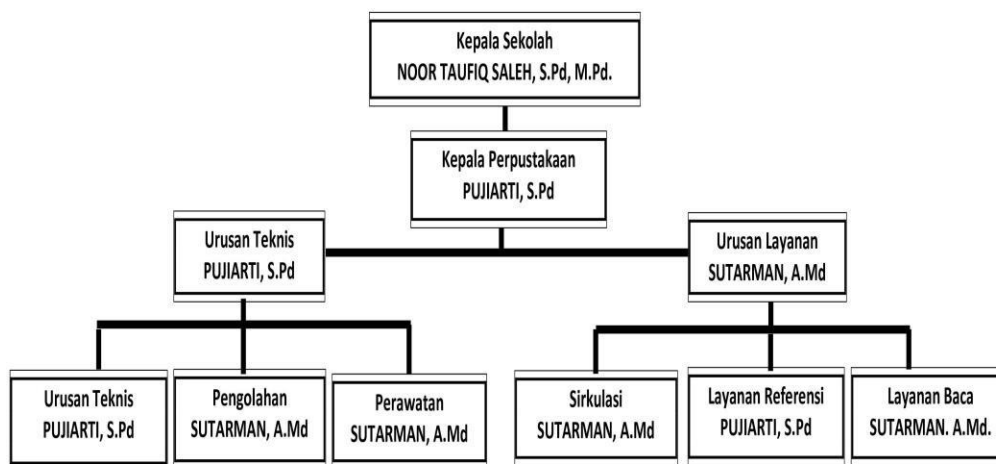 Kepala Sekolah
NOOR TAUFIQ SALEH, S.Pd, M.Pd.
Kepala Perpustakaan
PUJIARTI, S.Pd
Urusan Teknis
PUJIARTI, S.Pd
Urusan Layanan
SUTARMAN, A.Md
Urusan Teknis
PUJIARTI, S.Pd
Pengolahan
SUTARMAN, A.Md
Perawatan
SUTARMAN, A.Md
Sirkulasi
SUTARMAN, A.Md
Layanan Referensi
PUJIARTI, S.Pd
Layanan Baca
SUTARMAN. A.Md.